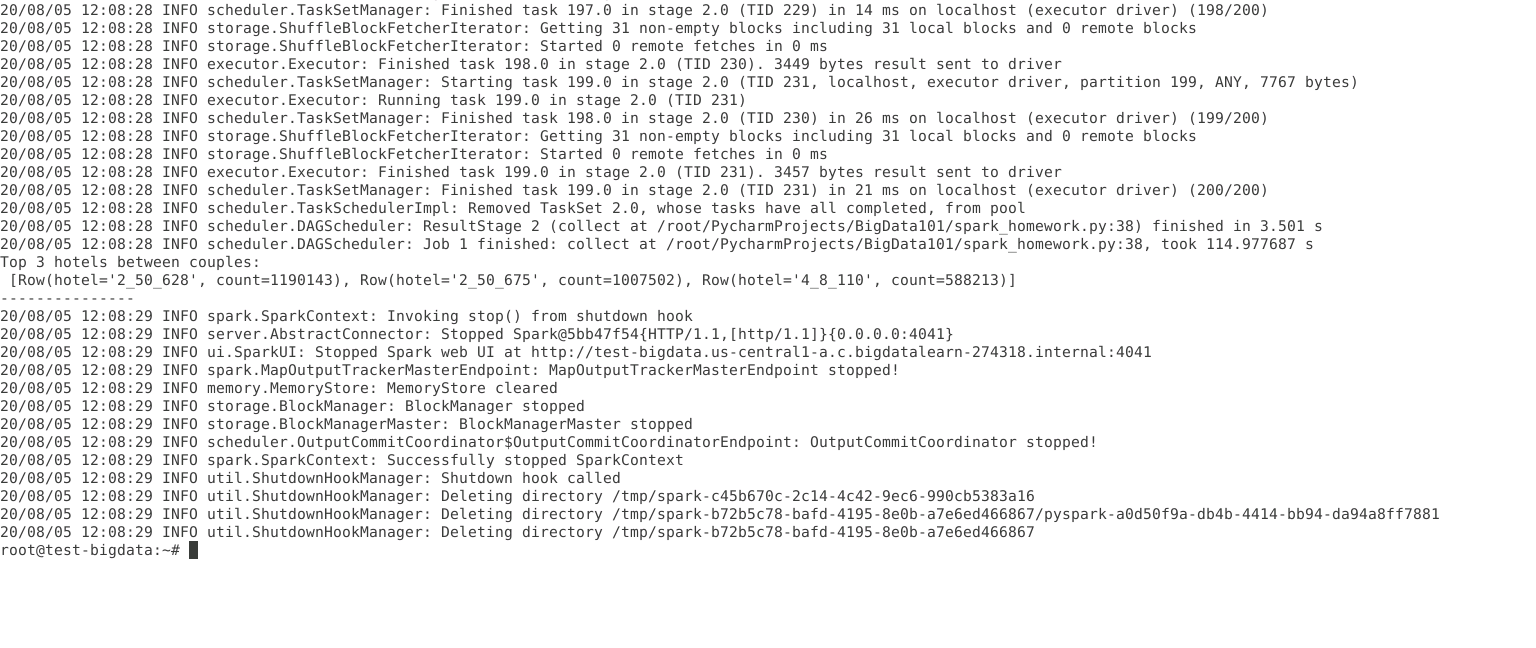 20/08/05 12:08:28 INFO scheduler.TaskSetManager: Finished task 197.0 in stage 2.0 (TID 229) in 14 ms on localhost (executor driver) (198/200)
20/08/05 12:08:28 INFO storage.ShuffleBlockFetcherIterator: Getting 31 non-empty blocks including 31 local blocks and 0 remote blocks
20/08/05 12:08:28 INFO storage.ShuffleBlockFetcherIterator: Started 0 remote fetches in 0 ms
20/08/05 12:08:28 INFO executor.Executor: Finished task 198.0 in stage 2.0 (TID 230). 3449 bytes result sent to driver
20/08/05 12:08:28 INFO scheduler.TaskSetManager: Starting task 199.0 in stage 2.0 (TID 231, localhost, executor driver, partition 199, ANY, 7767 bytes)
20/08/05 12:08:28 INFO executor.Executor: Running task 199.0 in stage 2.0 (TID 231)
20/08/05 12:08:28 INFO scheduler.TaskSetManager: Finished task 198.0 in stage 2.0 (TID 230) in 26 ms on localhost (executor driver) (199/200)
20/08/05 12:08:28 INFO storage.ShuffleBlockFetcherIterator: Getting 31 non-empty blocks including 31 local blocks and 0 remote blocks
20/08/05 12:08:28 INFO storage.ShuffleBlockFetcherIterator: Started 0 remote fetches in 0 ms
20/08/05 12:08:28 INFO executor.Executor: Finished task 199.0 in stage 2.0 (TID 231). 3457 bytes result sent to driver
20/08/05 12:08:28 INFO scheduler.TaskSetManager: Finished task 199.0 in stage 2.0 (TID 231) in 21 ms on localhost (executor driver) (200/200)
20/08/05 12:08:28 INFO scheduler.TaskSchedulerImpl: Removed TaskSet 2.0, whose tasks have all completed, from pool
20/08/05 12:08:28 INFO scheduler.DAGScheduler: ResultStage 2 (collect at /root/PycharmProjects/BigData101/spark_homework.py:38) finished in 3.501 s
20/08/05 12:08:28 INFO scheduler.DAGScheduler: Job 1 finished: collect at /root/PycharmProjects/BigData101/spark_homework.py:38, took 114.977687 s
Top 3 hotels between couples:
[Row(hotel='2_50_628', count=1190143), Row(hotel='2_50_675', count=1007502), Row(hotel='4_8_110', count=588213)]
---------------
20/08/05 12:08:29 INFO spark.SparkContext: Invoking stop() from shutdown hook
20/08/05 12:08:29 INFO server.AbstractConnector: Stopped Spark@5bb47f54{HTTP/1.1,[http/1.1]}{0.0.0.0:4041}
20/08/05 12:08:29 INFO ui.SparkUI: Stopped Spark web UI at http://test-bigdata.us-central1-a.c.bigdatalearn-274318.internal:4041
20/08/05 12:08:29 INFO spark.MapOutputTrackerMasterEndpoint: MapOutputTrackerMasterEndpoint stopped!
20/08/05 12:08:29 INFO memory.MemoryStore: MemoryStore cleared
20/08/05 12:08:29 INFO storage.BlockManager: BlockManager stopped
20/08/05 12:08:29 INFO storage.BlockManagerMaster: BlockManagerMaster stopped
20/08/05 12:08:29 INFO scheduler.OutputCommitCoordinator$OutputCommitCoordinatorEndpoint: OutputCommitCoordinator stopped!
20/08/05 12:08:29 INFO spark.SparkContext: Successfully stopped SparkContext
20/08/05 12:08:29 INFO util.ShutdownHookManager: Shutdown hook called
20/08/05 12:08:29 INFO util.ShutdownHookManager: Deleting directory /tmp/spark-c45b670c-2c14-4c42-9ec6-990cb5383a16
20/08/05 12:08:29 INFO util.ShutdownHookManager: Deleting directory /tmp/spark-b72b5c78-bafd-4195-8e0b-a7e6ed466867/pyspark-a0d50f9a-db4b-4414-bb94-da94a8ff7881
20/08/05 12:08:29 INFO util.ShutdownHookManager: Deleting directory /tmp/spark-b72b5c78-bafd-4195-8e0b-a7e6ed466867
root@test-bigdata:~#